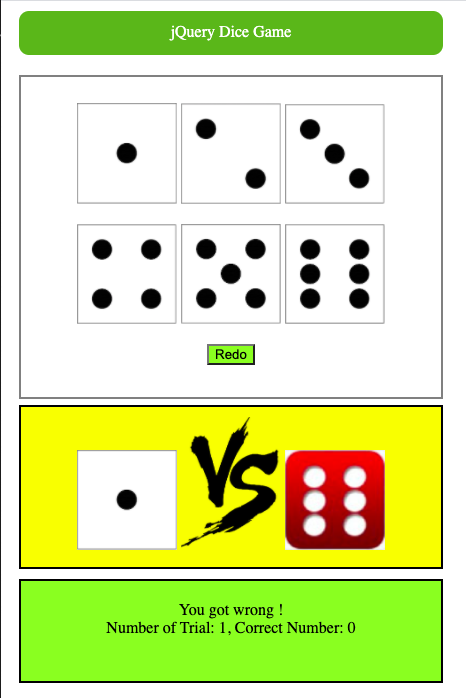 jQuery Dice Game
Redo
VS
You got wrong !
Number of Trial: 1, Correct Number: 0